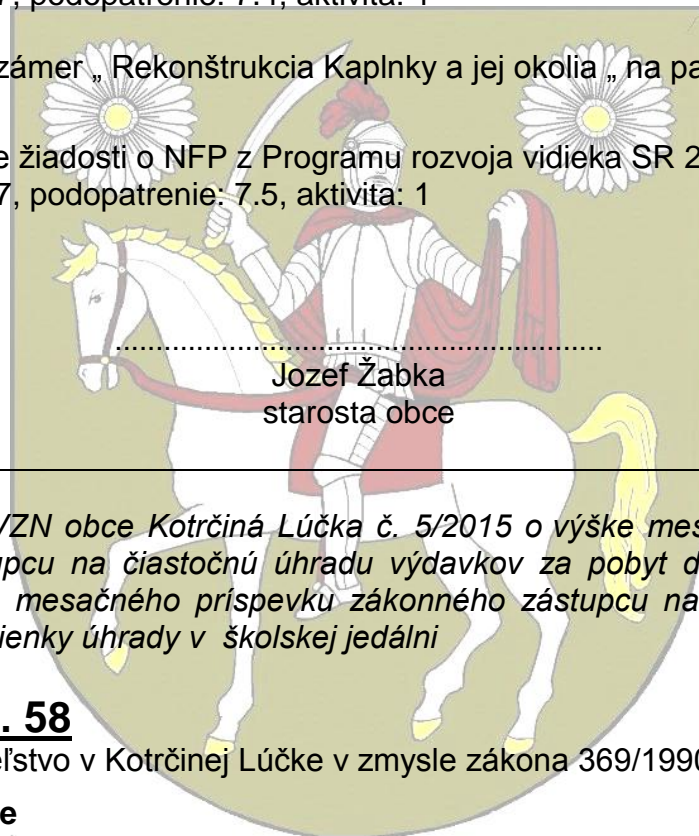 7, podopatrenie: 7.4, aktivita: 1
zámer „ Rekonštrukcia Kaplnky a jej okolia „ na pa
e žiadosti o NFP z Programu rozvoja vidieka SR 2
7, podopatrenie: 7.5, aktivita: 1
............................................................
Jozef Žabka
starosta obce
VZN obce Kotrčiná Lúčka č. 5/2015 o výške mes
upcu na čiastočnú úhradu výdavkov za pobyt d
mesačného príspevku zákonného zástupcu na
ienky úhrady v školskej jedálni
. 58
eľstvo v Kotrčinej Lúčke v zmysle zákona 369/1990
e